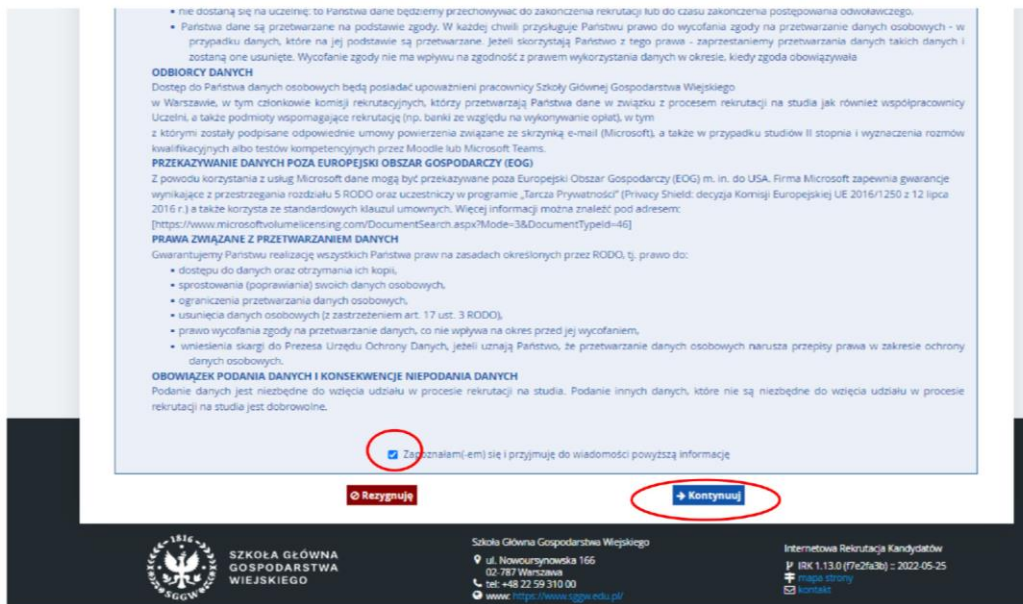 • nie dostaną się na uczelnię; to Państwa dane będziemy przechowywać do zakończenia rekrutacji lub do czasu zakończenia postępowania odwoławczego.
• Państwa dane są przetwarzane na podstawie zgody. W każdej chwili przysługuje Państwu prawo do wycofania zgody na przetwarzanie danych osobowych - w
przypadku danych, które na jej podstawie są przetwarzane. Jeżeli skorzystają Państwo z tego prawa - zaprzestaniemy przetwarzania danych takich danych i
zostaną one usunięte. Wycofanie zgody nie ma wpływu na zgodność z prawem wykorzystania danych w okresie, kiedy zgoda obowiązywała
ODBIORCY DANYCH
Dostęp do Państwa danych osobowych będą posiadać upoważnieni pracownicy Szkoły Głównej Gospodarstwa Wiejskiego
w Warszawie, w tym członkowie komisji rekrutacyjnych, którzy przetwarzają Państwa dane w związku z procesem rekrutacji na studia jak również współpracownicy
Uczelni, a także podmioty wspomagające rekrutację (np. banki ze względu na wykonywanie opłat), w tym
z którymi zostały podpisane odpowiednie umowy powierzenia związane ze skrzynką e-mail (Microsoft), a także w przypadku studiów II stopnia i wyznaczenia rozmów
kwalifikacyjnych albo testów kompetencyjnych przez Moodle lub Microsoft Teams.
PRZEKAZYWANIE DANYCH POZA EUROPEJSKI OBSZAR GOSPODARCZY (EOG)
Z powodu korzystania z usług Microsoft dane mogą być przekazywane poza Europejski Obszar Gospodarczy (EOG) m. in. do USA. Firma Microsoft zapewnia gwarancje
wynikające z przestrzegania rozdziału 5 RODO oraz uczestniczy w programie „Tarcza Prywatności" (Privacy Shield: decyzja Komisji Europejskiej UE 2016/1250 z 12 lipca
2016 r.) a także korzysta ze standardowych klauzul umownych. Więcej informacji można znaleźć pod adresem:
[https://www.microsoftvolumelicensing.com/DocumentSearch.aspx?Mode=3&DocumentTypeId=46]
PRAWA ZWIĄZANE Z PRZETWARZANIEM DANYCH
Gwarantujemy Państwu realizację wszystkich Państwa praw na zasadach określonych przez RODO, tj. prawo do:
• dostępu do danych oraz otrzymania ich kopii,
• sprostowania (poprawiania) swoich danych osobowych,
• ograniczenia przetwarzania danych osobowych,
• usunięcia danych osobowych (z zastrzeżeniem art. 17 ust. 3 RODO),
• prawo wycofania zgody na przetwarzanie danych, co nie wpływa na okres przed jej wycofaniem,
• wniesienia skargi do Prezesa Urzędu Ochrony Danych, jeżeli uznają Państwo, że przetwarzanie danych osobowych narusza przepisy prawa w zakresie ochrony
danych osobowych.
OBOWIĄZEK PODANIA DANYCH I KONSEKWENCJE NIEPODANIA DANYCH
Podanie danych jest niezbędne do wzięcia udziału w procesie rekrutacji na studia. Podanie innych danych, które nie są niezbędne do wzięcia udziału w procesie
rekrutacji na studia jest dobrowolne.
Zapoznałam(-em) się i przyjmuję do wiadomości powyższą informację
Rezygnuję
Kontynuuj
1816
SGGW
SZKOŁA GŁÓWNA
GOSPODARSTWA
WIEJSKIEGO
Szkoła Główna Gospodarstwa Wiejskiego
ul. Nowoursynowska 166
02-787 Warszawa
tel: +48 22 59 310 00
www: https://www.sggw.edu.pl/
Internetowa Rekrutacja Kandydatów
IRK 1.13.0 (f7e2fa3b) :: 2022-05-25
mapa strony
kontakt